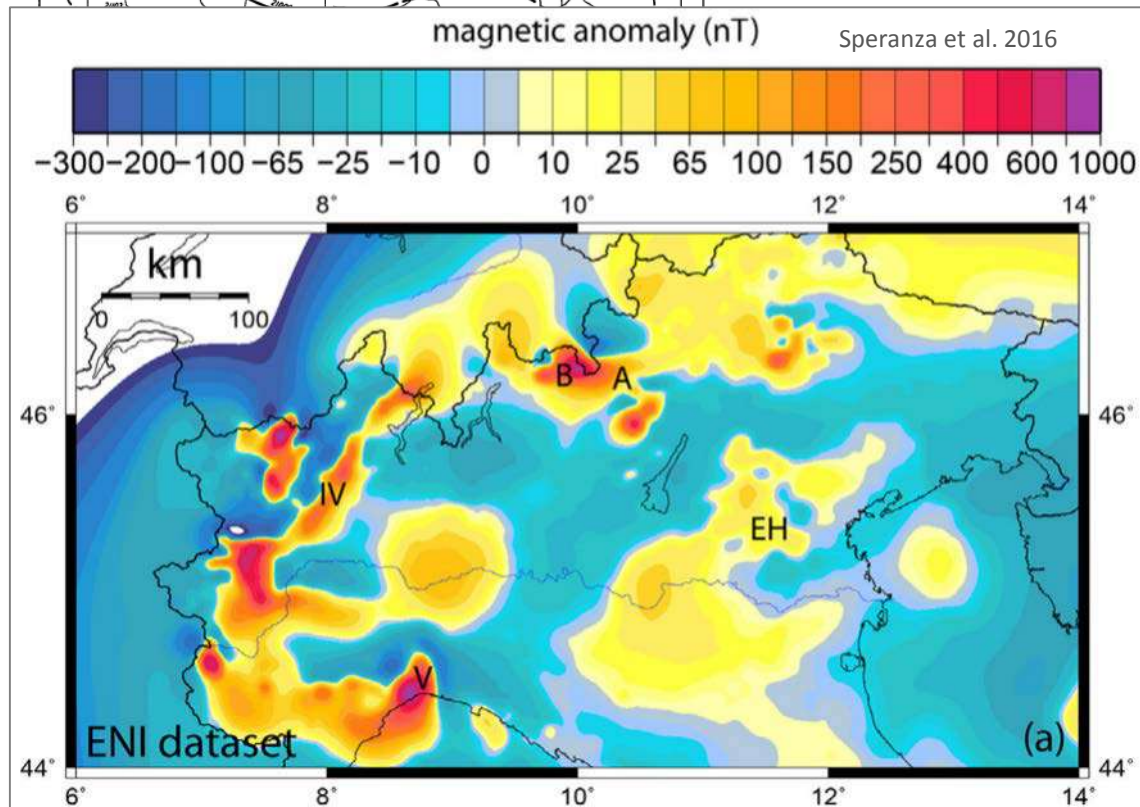 magnetic anomaly (nT)
Speranza et al. 2016
−300 −200 −100 −65 −25 −10 0 10 25 65 100 150 250 400 600 1000
6° 8° 10° 12° 14°
km
0 100
B A
46° 46°
IV
EH
V
ENI dataset (a)
44° 44°
6° 8° 10° 12° 14°